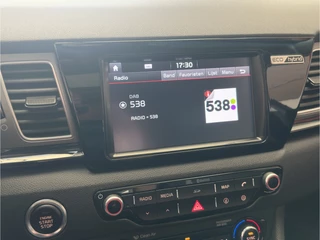 17:30
eco hybrid
Radio
Band Favorieten Lijst Menu
DAB
538
538
RADIO - 538
RADIO MEDIA
MAP
ENGINE
START
STOP